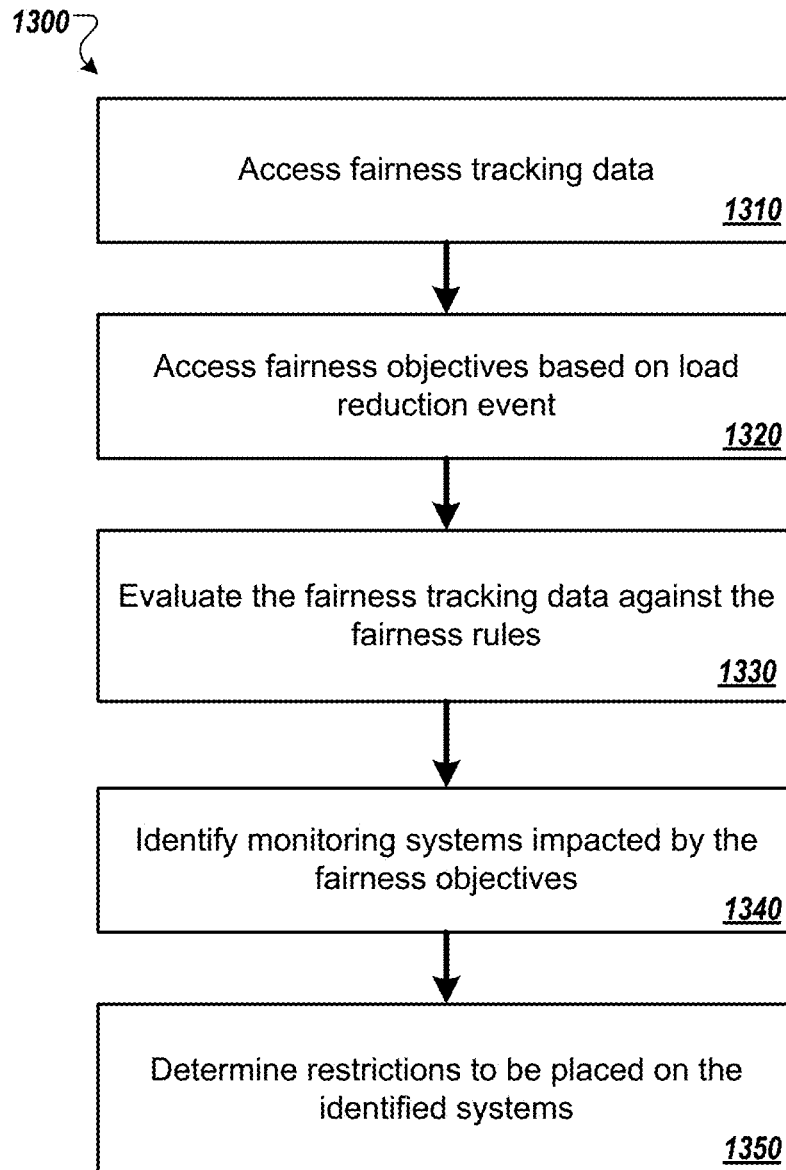 1300
Access fairness tracking data
1310
Access fairness objectives based on load
reduction event
1320
Evaluate the fairness tracking data against the
fairness rules
1330
Identify monitoring systems impacted by the
fairness objectives
1340
Determine restrictions to be placed on the
identified systems
1350